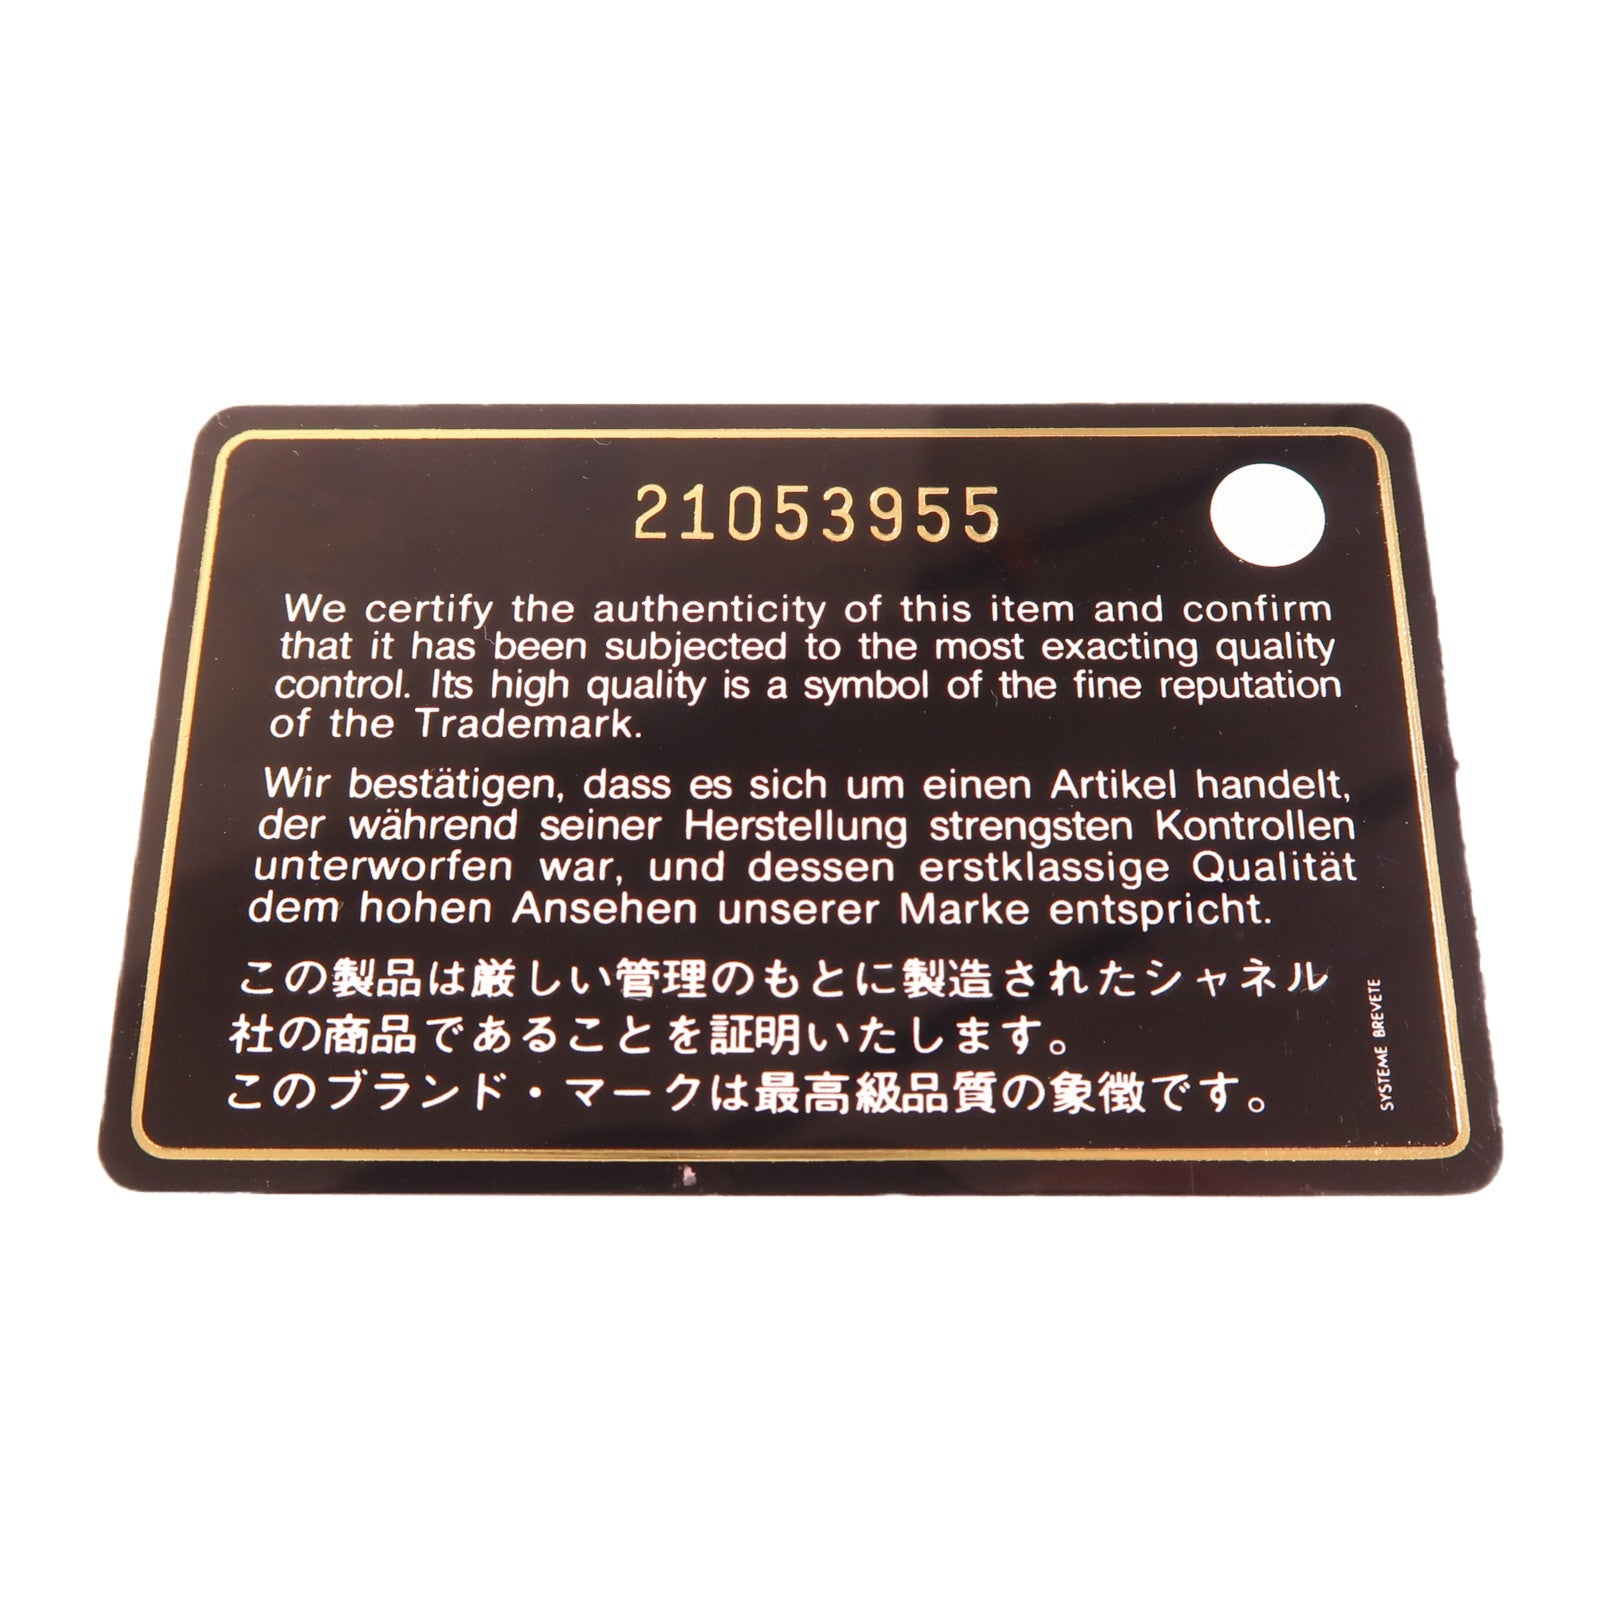 21053955
We certify the authenticity of this item and confirm
that it has been subjected to the most exacting quality
control. Its high quality is a symbol of the fine reputation
of the Trademark.
Wir bestätigen, dass es sich um einen Artikel handelt,
der während seiner Herstellung strengsten Kontrollen
unterworfen war, und dessen erstklassige Qualität
dem hohen Ansehen unserer Marke entspricht.
この製品は厳しい管理のもとに製造されたシャネル
社の商品であることを証明いたします。
このブランド・マークは最高級品質の象徴です。
SYSTEME BREVETE